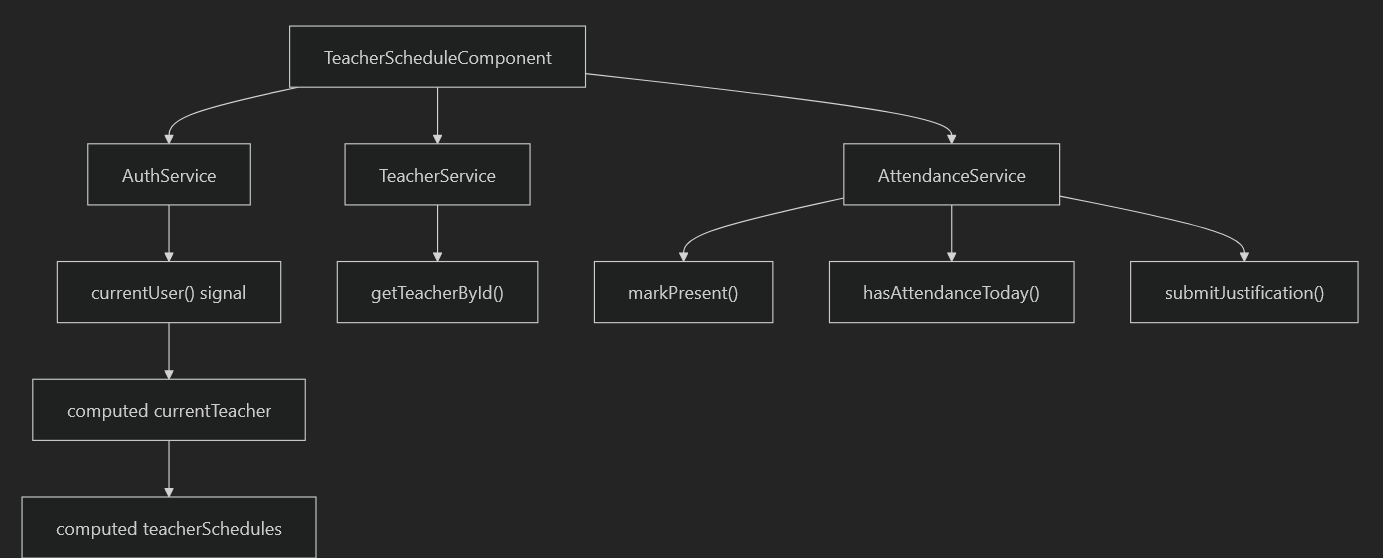 TeacherScheduleComponent
AuthService
TeacherService
AttendanceService
currentUser() signal
getTeacherById()
markPresent()
hasAttendanceToday()
submitJustification()
computed currentTeacher
computed teacherSchedules